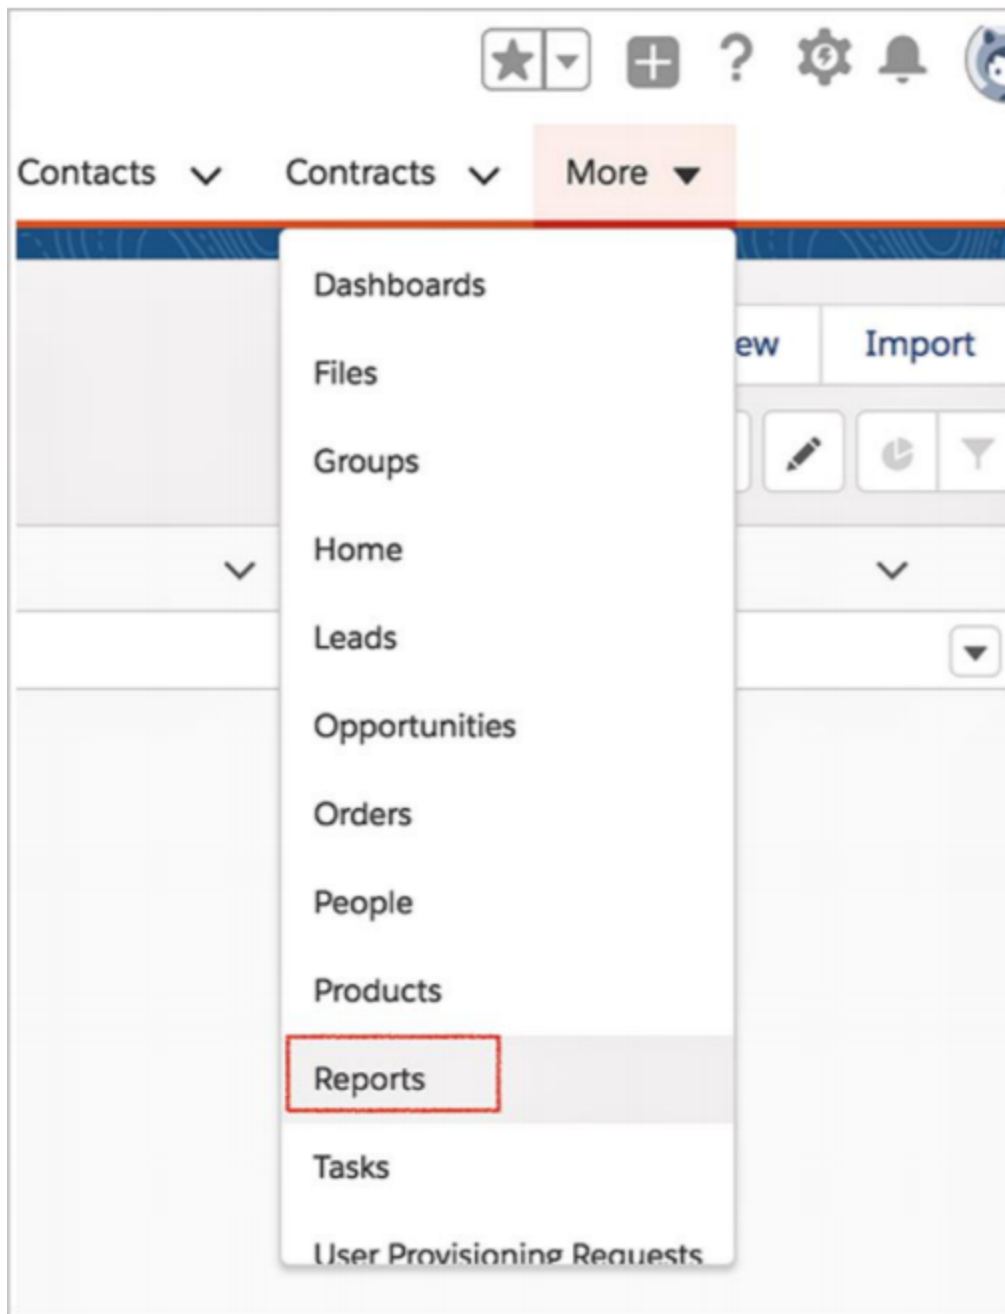 Contacts Contracts More
Dashboards
ew Import
Files
Groups
Home
Leads
Opportunities
Orders
People
Products
Reports
Tasks
User Provisioning Requests